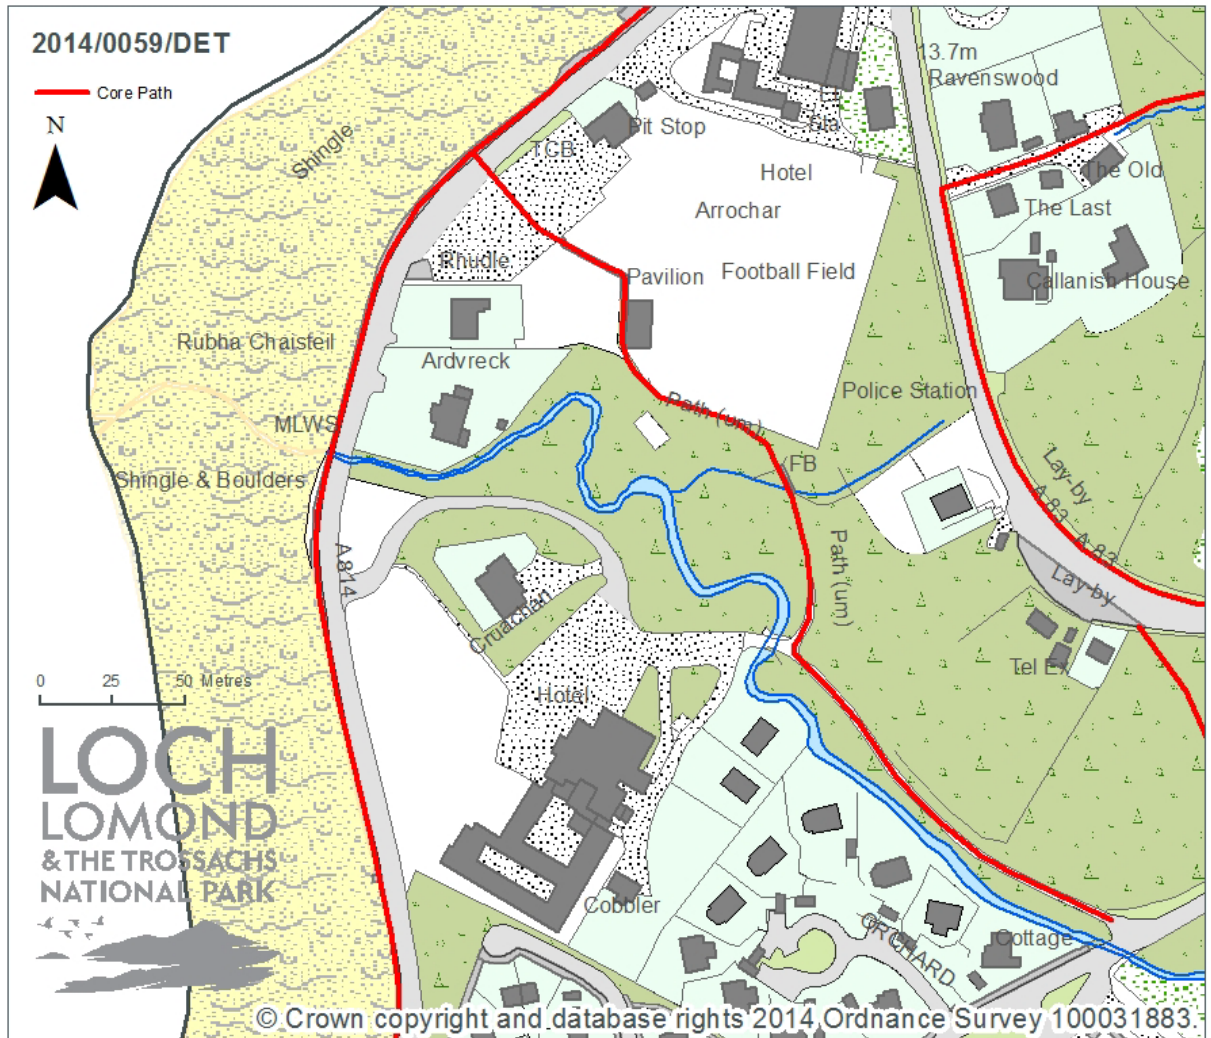 2014/0059/DET
Core Path
N
13.7m
Ravenswood
Pit Stop
Sta
TCB
Shingle
Hotel
The Old
Arrochar
The Last
Rhudle
Pavilion
Football Field
Callanish House
Rubha Chaisteil
Ardvreck
Police Station
Path (um)
MLWS
FB
Lay-by
Shingle & Boulders
A 83
A 83
A814
Path (um)
Lay-by
Cruachan
Tel Ex
0 25 50 Metres
Hotel
LOCH
LOMOND
& THE TROSSACHS
NATIONAL PARK
Cobbler
ORCHARD
Cottage
© Crown copyright and database rights 2014 Ordnance Survey 100031883.